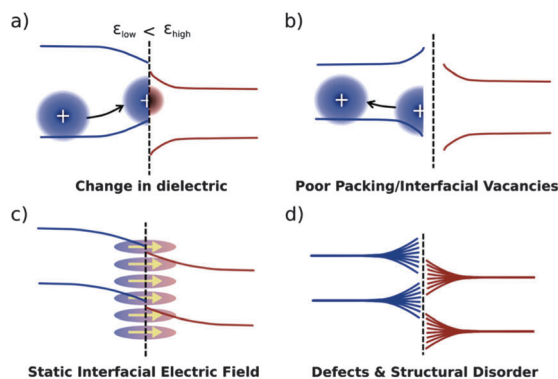 a)
ε_low < ε_high
+
+
Change in dielectric
b)
+
+
Poor Packing/Interfacial Vacancies
c)
Static Interfacial Electric Field
d)
Defects & Structural Disorder